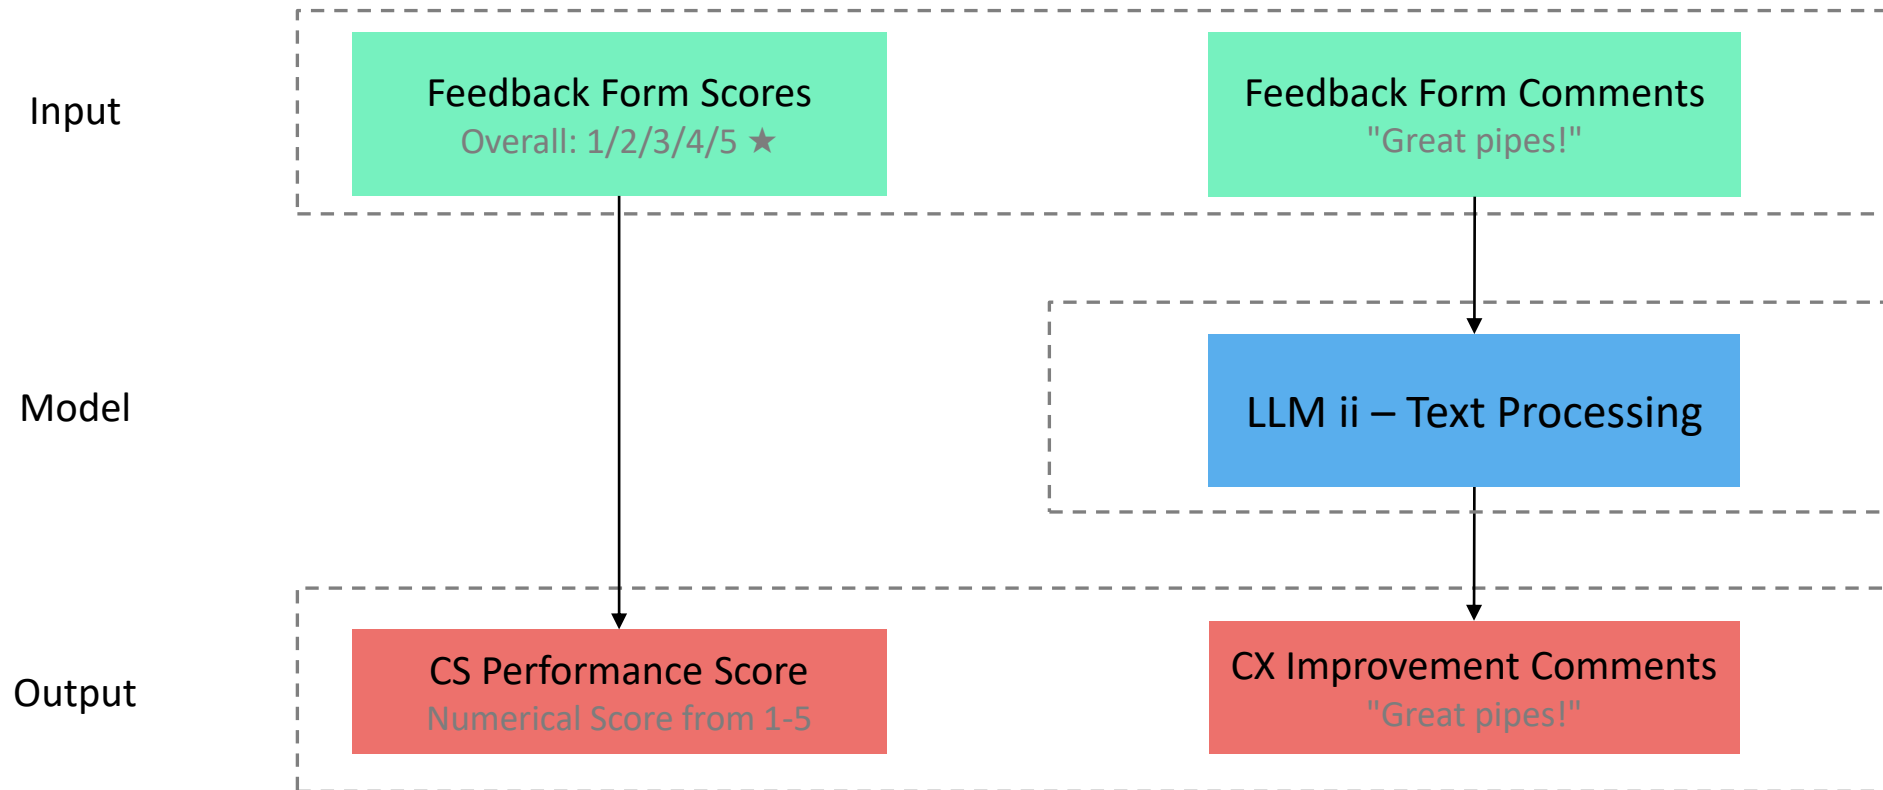 Input
Feedback Form Scores
Overall: 1/2/3/4/5 ★
Feedback Form Comments
"Great pipes!"
Model
LLM ii – Text Processing
Output
CS Performance Score
Numerical Score from 1-5
CX Improvement Comments
"Great pipes!"